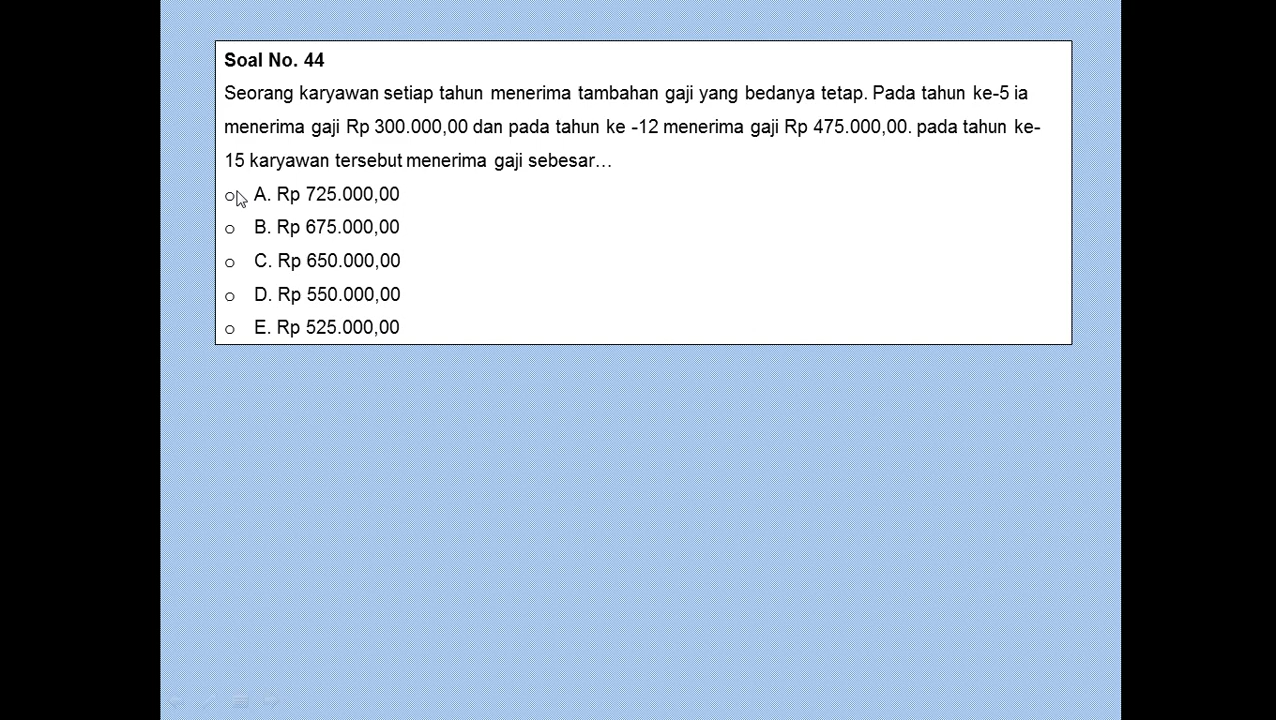 Soal No. 44
Seorang karyawan setiap tahun menerima tambahan gaji yang bedanya tetap. Pada tahun ke-5 ia
menerima gaji Rp 300.000,00 dan pada tahun ke -12 menerima gaji Rp 475.000,00. pada tahun ke-
15 karyawan tersebut menerima gaji sebesar…
A. Rp 725.000,00
B. Rp 675.000,00
C. Rp 650.000,00
D. Rp 550.000,00
E. Rp 525.000,00